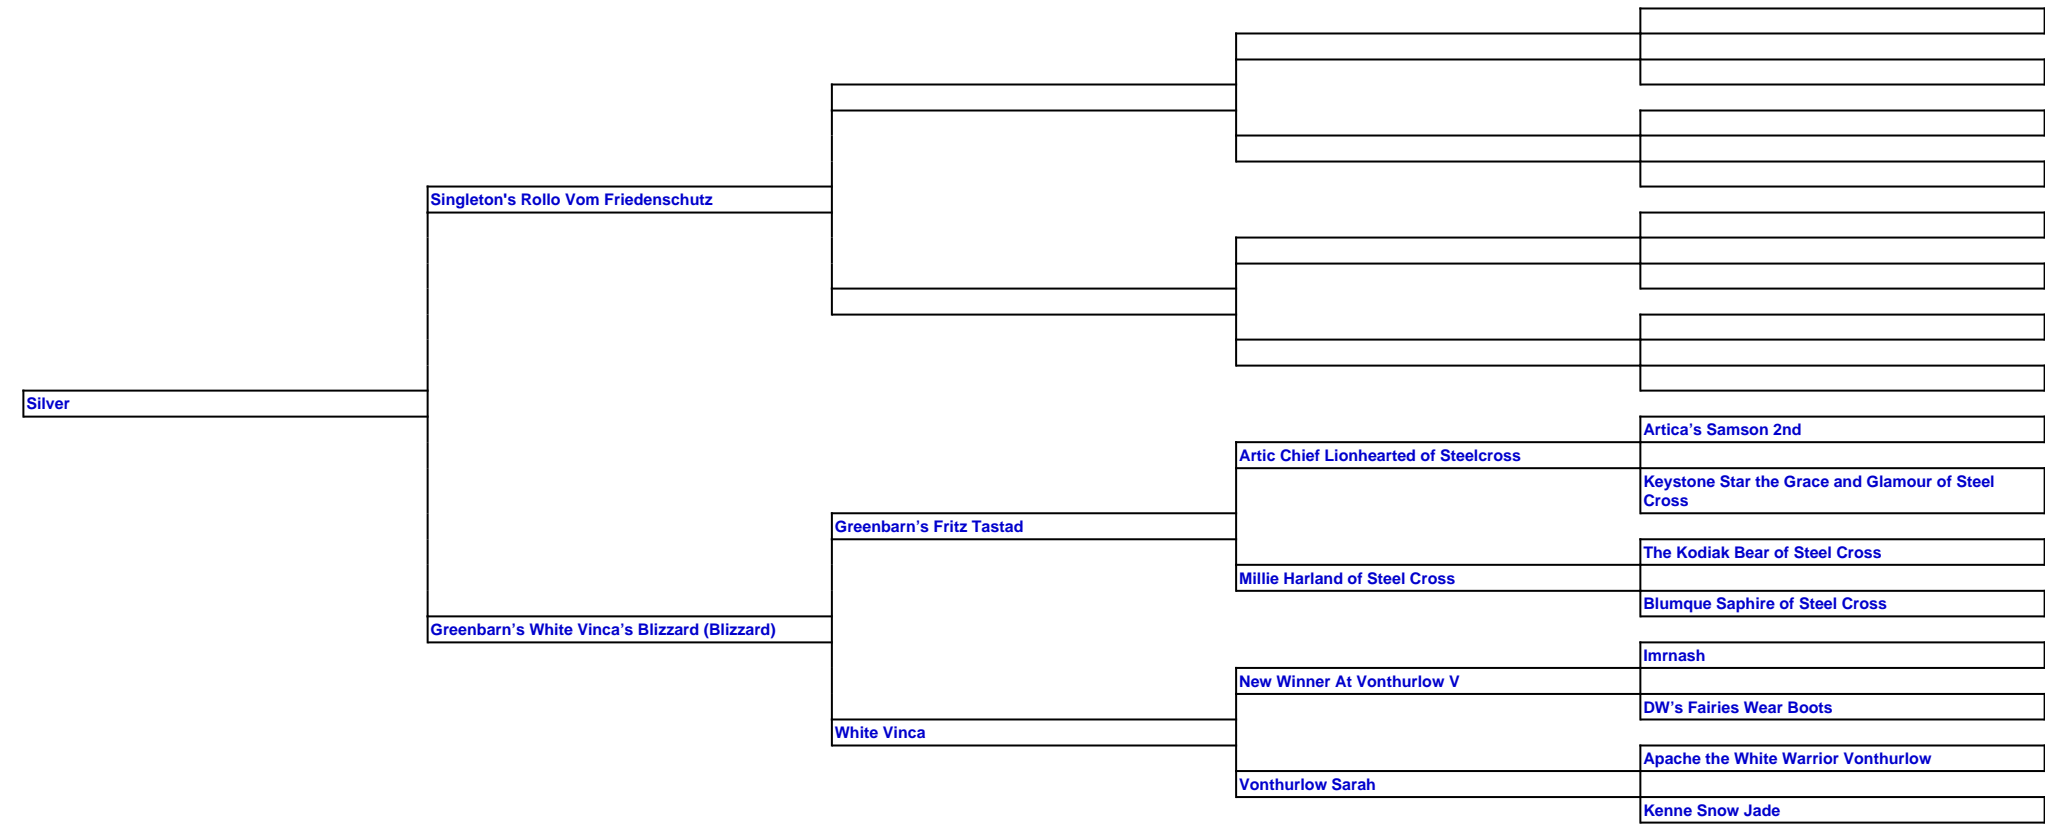 Singleton's Rollo Vom Friedenschutz
Silver
Artica’s Samson 2nd
Artic Chief Lionhearted of Steelcross
Keystone Star the Grace and Glamour of Steel
Cross
Greenbarn’s Fritz Tastad
The Kodiak Bear of Steel Cross
Millie Harland of Steel Cross
Blumque Saphire of Steel Cross
Greenbarn’s White Vinca’s Blizzard (Blizzard)
Imrnash
New Winner At Vonthurlow V
DW’s Fairies Wear Boots
White Vinca
Apache the White Warrior Vonthurlow
Vonthurlow Sarah
Kenne Snow Jade